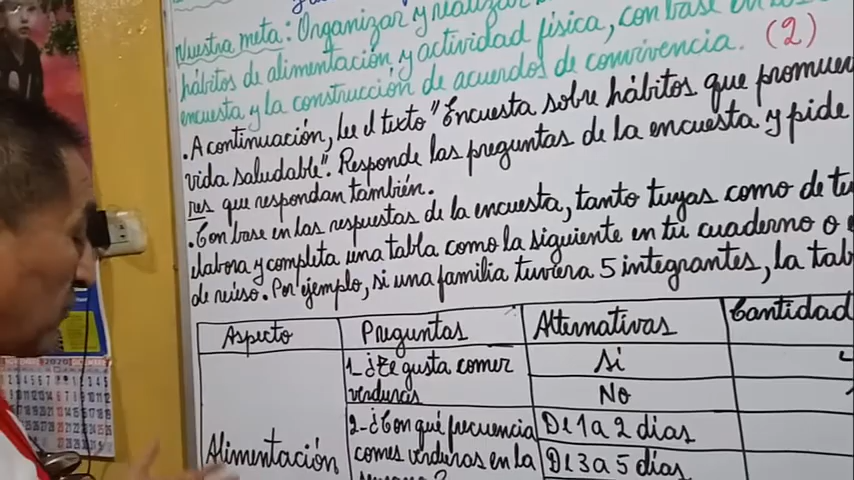 Nuestra meta: Organizar y realizar
hábitos de alimentación y actividad física, con base en
encuesta y la construcción de acuerdos de convivencia. (2)
. A continuación, lee el texto "Encuesta sobre hábitos que promuev
vida saludable". Responde las preguntas de la encuesta y pide
res que respondan también.
. Con base en las respuestas de la encuesta, tanto tuyas como de tu
elabora y completa una tabla como la siguiente en tu cuaderno o
de reúso. Por ejemplo, si una familia tuviera 5 integrantes, la tab
Aspecto Preguntas Alternativas Cantidad
1-¿Te gusta comer
verduras
Si
No
Alimentación
2-¿Con qué frecuencia
comes verduras en la
De 1 a 2 días
De 3 a 5 días
2020